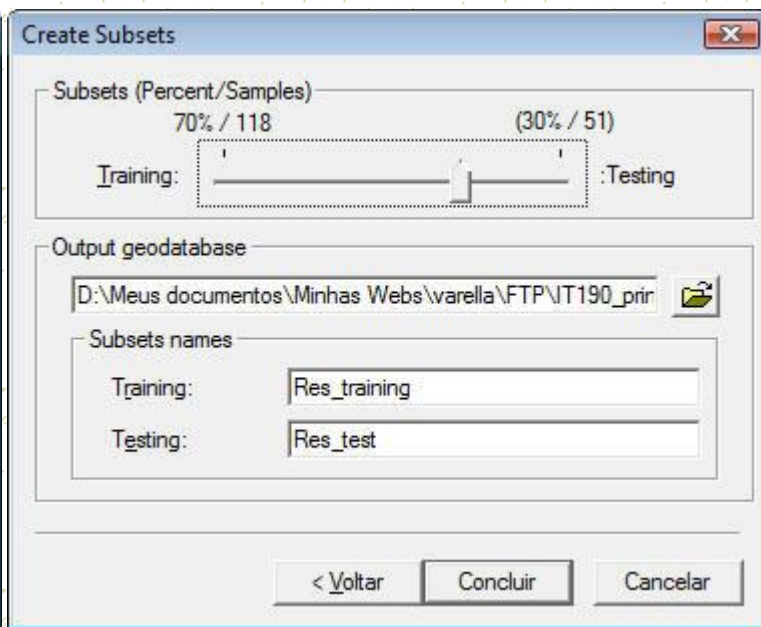 Create Subsets
Subsets (Percent/Samples)
70% / 118 (30% / 51)
Training: :Testing
Output geodatabase
D:\Meus documentos\Minhas Webs\varella\FTP\IT190_prin
Subsets names
Training: Res_training
Testing: Res_test
< Voltar Concluir Cancelar